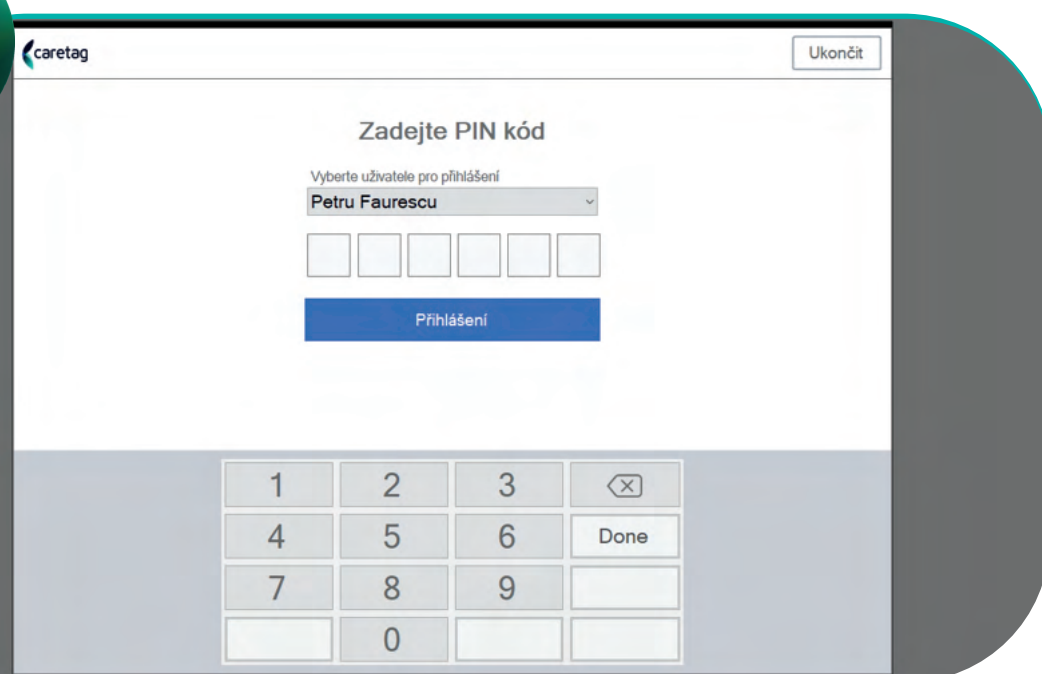 caretag
Ukončit
Zadejte PIN kód
Vyberte uživatele pro přihlášení
Petru Faurescu
Přihlášení
1 2 3
4 5 6 Done
7 8 9
0